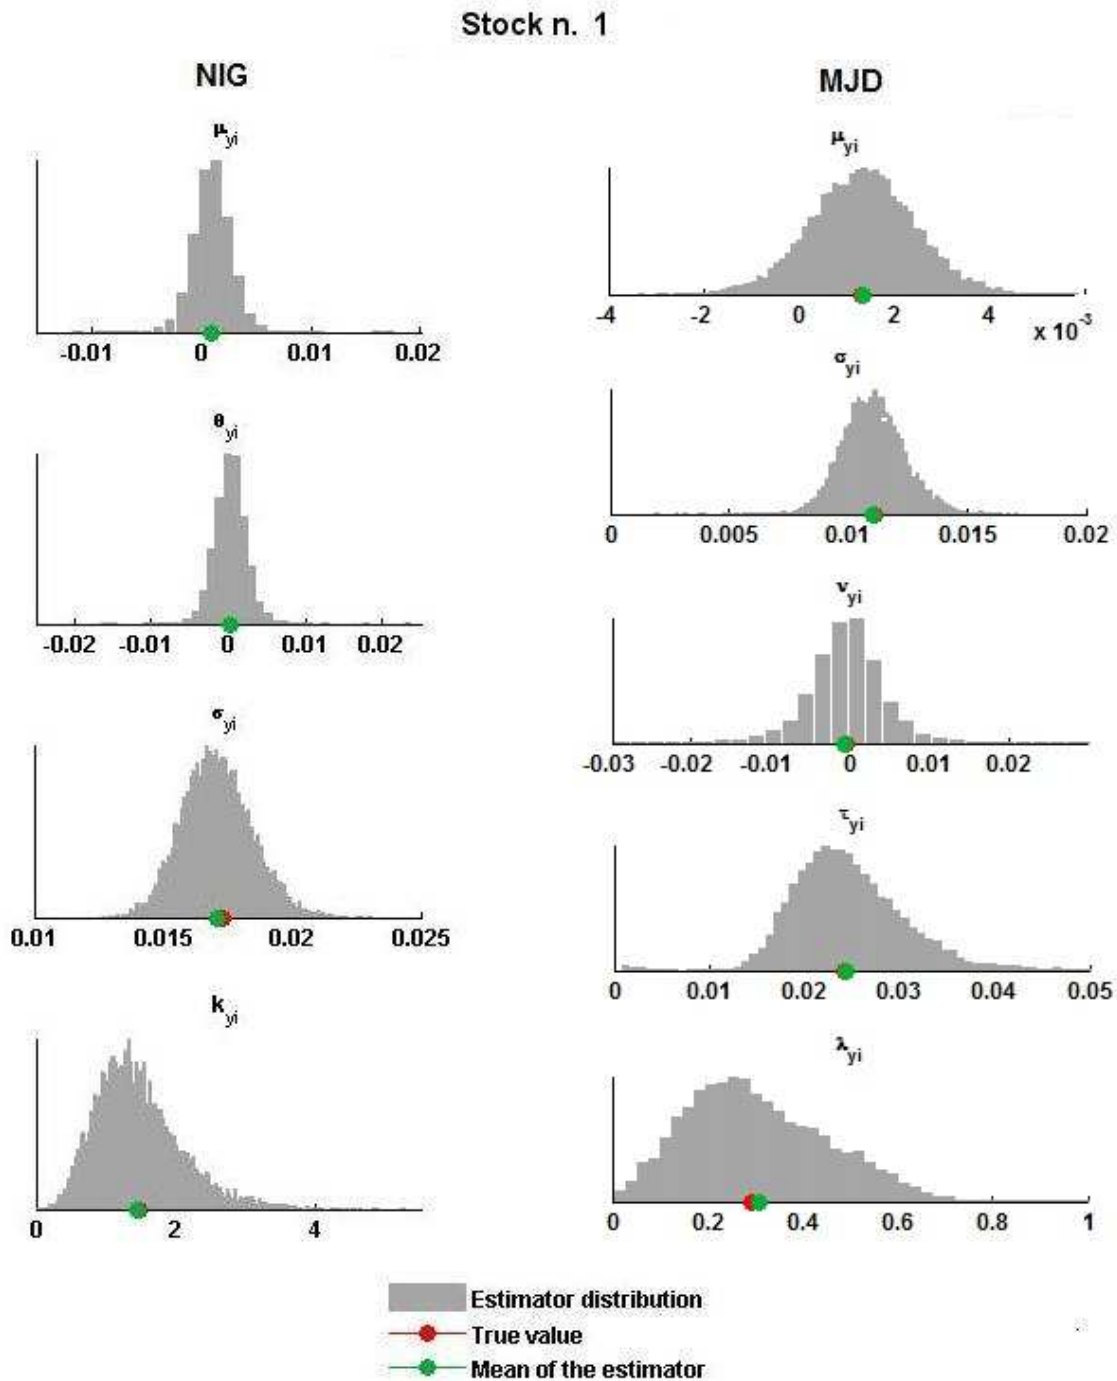 Stock n. 1
NIG
μyi
-0.01 0 0.01 0.02
θyi
-0.02 -0.01 0 0.01 0.02
σyi
0.01 0.015 0.02 0.025
kyi
0 2 4
MJD
μyi
-4 -2 0 2 4
x 10-3
σyi
0 0.005 0.01 0.015 0.02
νyi
-0.03 -0.02 -0.01 0 0.01 0.02
τyi
0 0.01 0.02 0.03 0.04 0.05
λyi
0 0.2 0.4 0.6 0.8 1
Estimator distribution
True value
Mean of the estimator